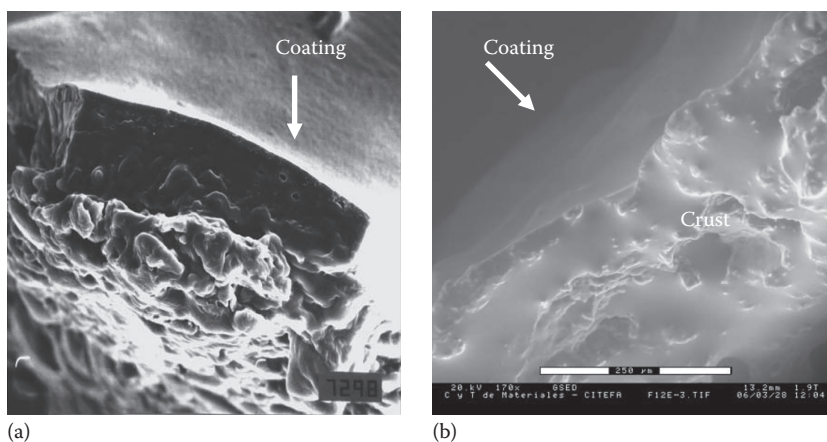 Coating
7298
(a)
Coating
Crust
250 µm
20.kV 170x GSED 13.2mm 1.9T
C y T de Materiales - CITEFA F12E-3.TIF 06/03/28 12:04
(b)